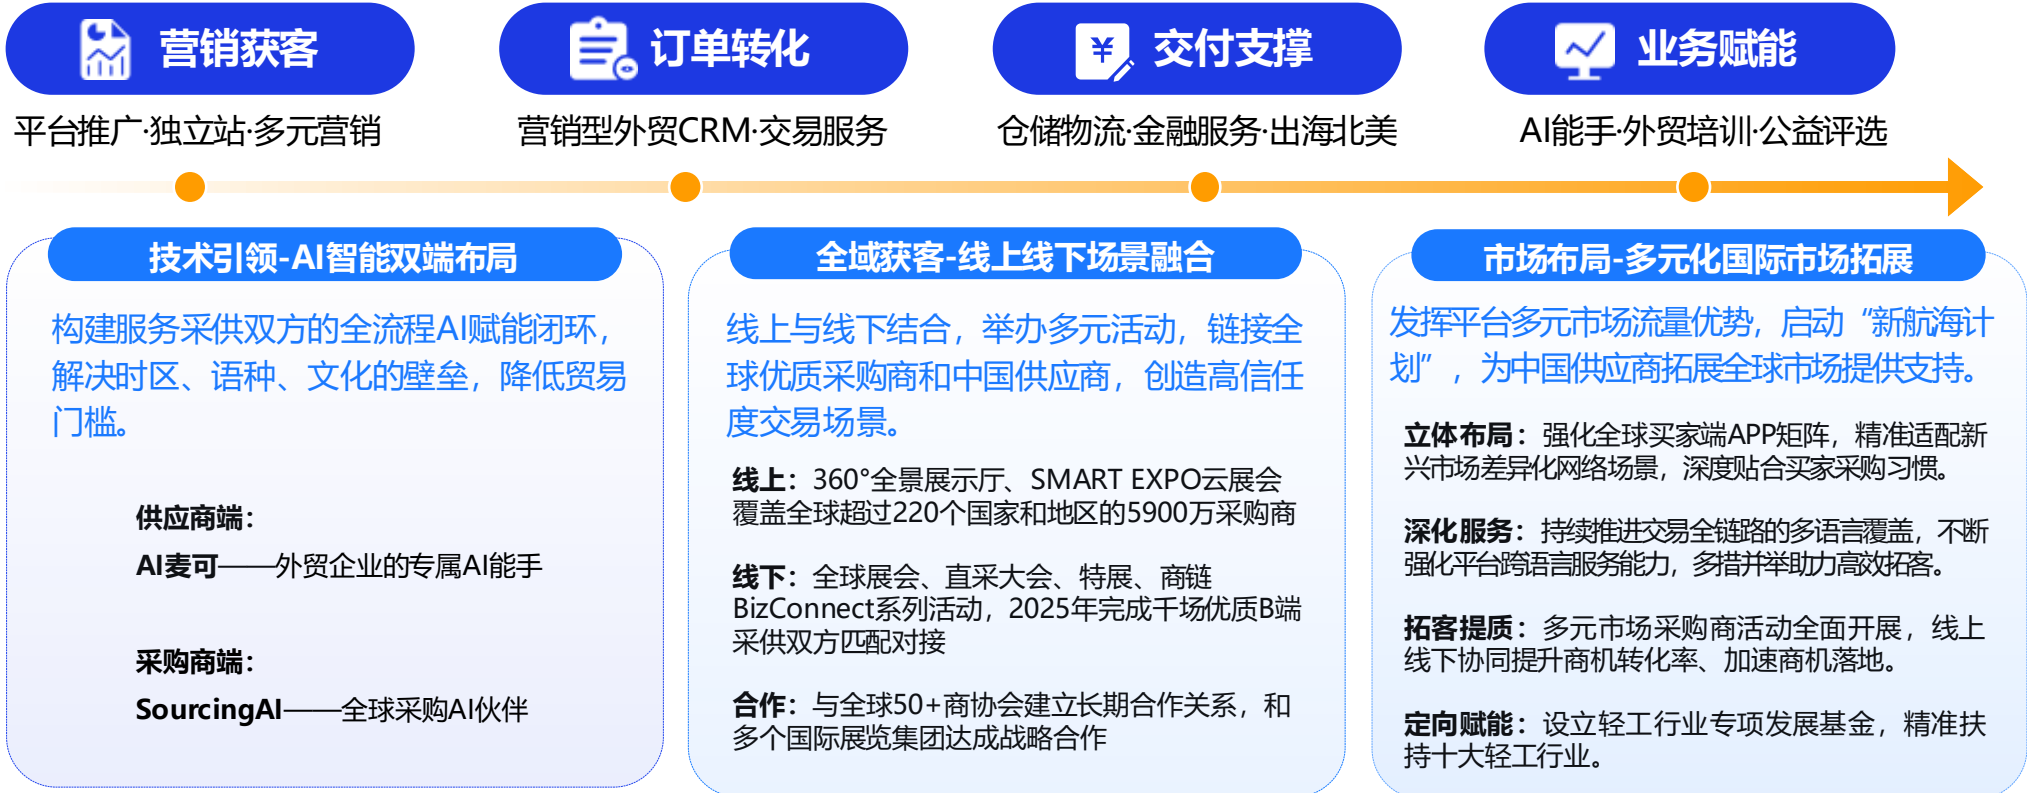 营销获客
订单转化
交付支撑
业务赋能
平台推广·独立站·多元营销
营销型外贸CRM·交易服务
仓储物流·金融服务·出海北美
AI能手·外贸培训·公益评选
技术引领-AI智能双端布局
构建服务采供双方的全流程AI赋能闭环，
解决时区、语种、文化的壁垒，降低贸易
门槛。
供应商端：
AI麦可——外贸企业的专属AI能手
采购商端：
SourcingAI——全球采购AI伙伴
全域获客-线上线下场景融合
线上与线下结合，举办多元活动，链接全
球优质采购商和中国供应商，创造高信任
度交易场景。
线上：360°全景展示厅、SMART EXPO云展会
覆盖全球超过220个国家和地区的5900万采购商
线下：全球展会、直采大会、特展、商链
BizConnect系列活动，2025年完成千场优质B端
采供双方匹配对接
合作：与全球50+商协会建立长期合作关系，和
多个国际展览集团达成战略合作
市场布局-多元化国际市场拓展
发挥平台多元市场流量优势，启动“新航海计
划”，为中国供应商拓展全球市场提供支持。
立体布局：强化全球买家端APP矩阵，精准适配新
兴市场差异化网络场景，深度贴合买家采购习惯。
深化服务：持续推进交易全链路的多语言覆盖，不断
强化平台跨语言服务能力，多措并举助力高效拓客。
拓客提质：多元市场采购商活动全面开展，线上
线下协同提升商机转化率、加速商机落地。
定向赋能：设立轻工行业专项发展基金，精准扶
持十大轻工行业。